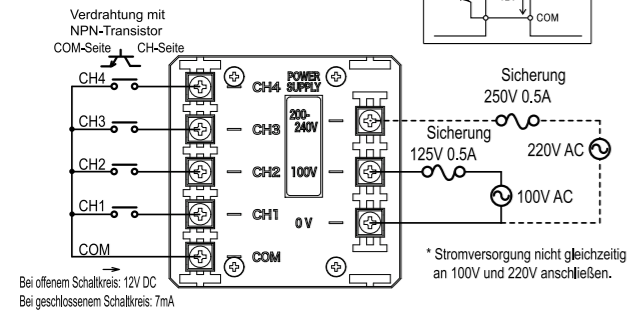 Verdrahtung mit
NPN-Transistor
COM-Seite CH-Seite
CH4
CH3
CH2
CH1
COM
Bei offenem Schaltkreis: 12V DC
Bei geschlossenem Schaltkreis: 7mA
CH4
CH3
CH2
CH1
COM
POWER
SUPPLY
200-
240V
100V
0 V
COM
Sicherung
250V 0.5A
Sicherung
125V 0.5A
220V AC
100V AC
* Stromversorgung nicht gleichzeitig
an 100V und 220V anschließen.